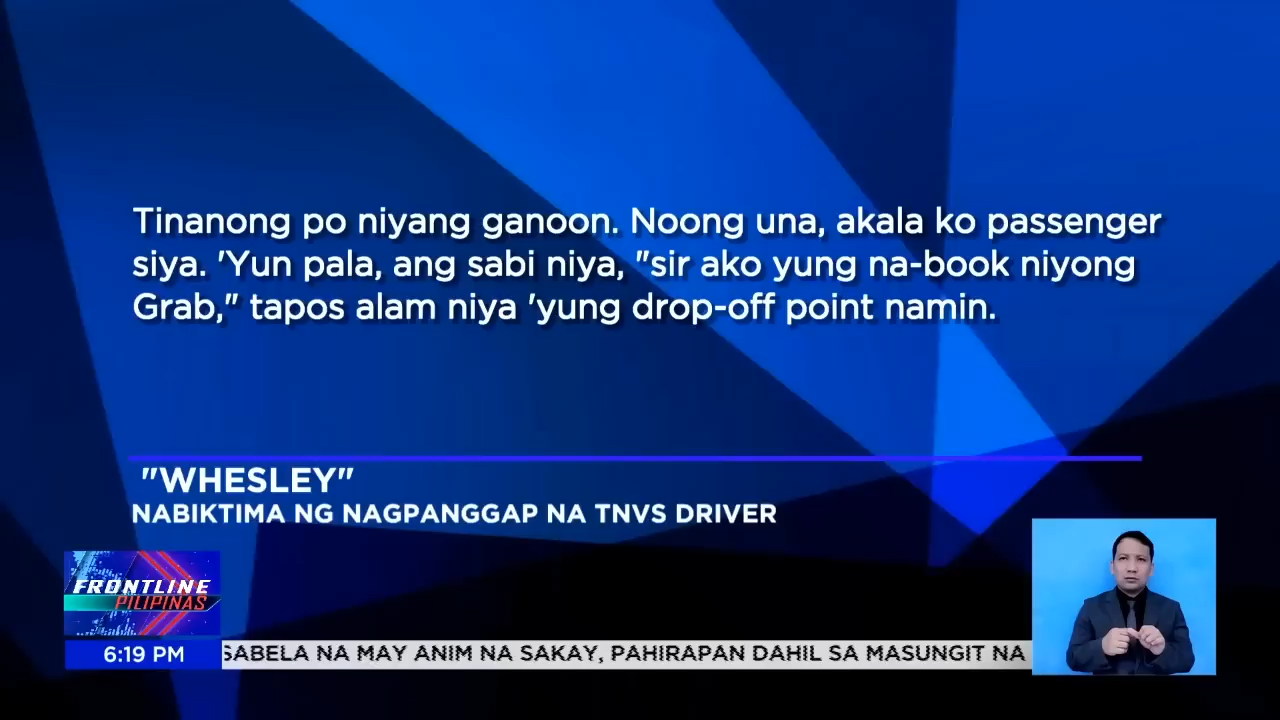 Tinanong po niyang ganoon. Noong una, akala ko passenger
siya. 'Yun pala, ang sabi niya, "sir ako yung na-book niyong
Grab," tapos alam niya 'yung drop-off point namin.
"WHESLEY"
NABIKTIMA NG NAGPANGGAP NA TNVS DRIVER
FRONTLINE
PILIPINAS
6:19 PM
SABELA NA MAY ANIM NA SAKAY, PAHIRAPAN DAHIL SA MASUNGIT NA